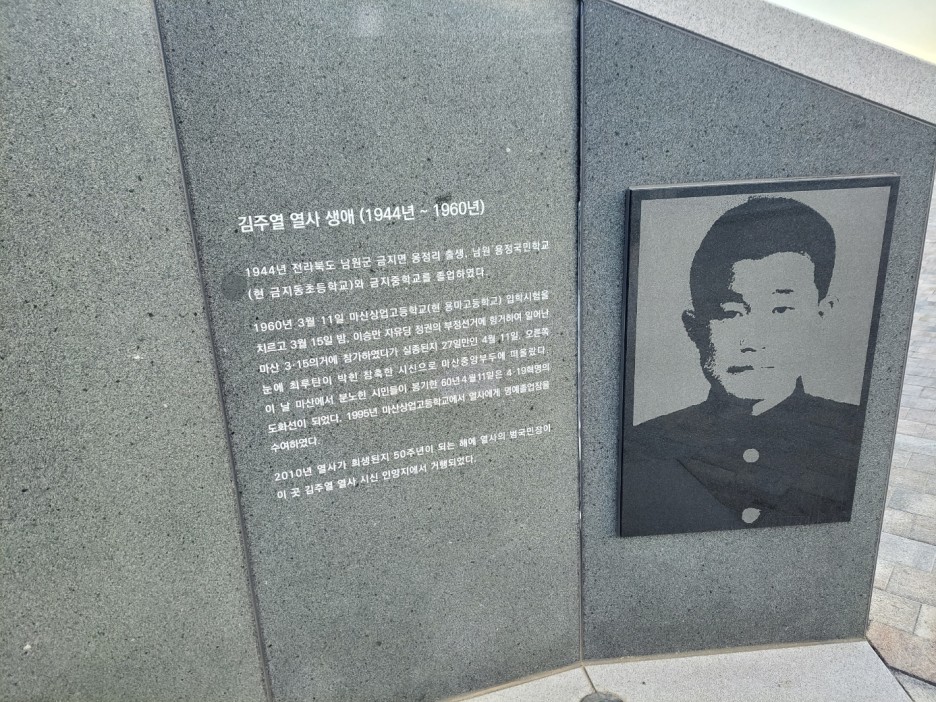 김주열 열사 생애 (1944년 ~ 1960년)
1944년 전라북도 남원군 금지면 옹정리 출생, 남원 용정국민학교
(현 금지동초등학교)와 금지중학교를 졸업하였다.
1960년 3월 11일 마산상업고등학교(현 용마고등학교) 입학시험을
치르고 3월 15일 밤, 이승만 자유당 정권의 부정선거에 항거하여 일어난
마산 3·15의거에 참가하였다가 실종된지 27일만인 4월 11일, 오른쪽
눈에 최루탄이 박힌 참혹한 시신으로 마산중앙부두에 떠올랐다.
이 날 마산에서 분노한 시민들이 봉기한 60년 4월 11일은 4·19혁명의
도화선이 되었다. 1995년 마산상업고등학교에서 열사에게 명예졸업장을
수여하였다.
2010년 열사가 희생된지 50주년이 되는 해에 열사의 범국민장이
이 곳 김주열 열사 시신 인양지에서 거행되었다.